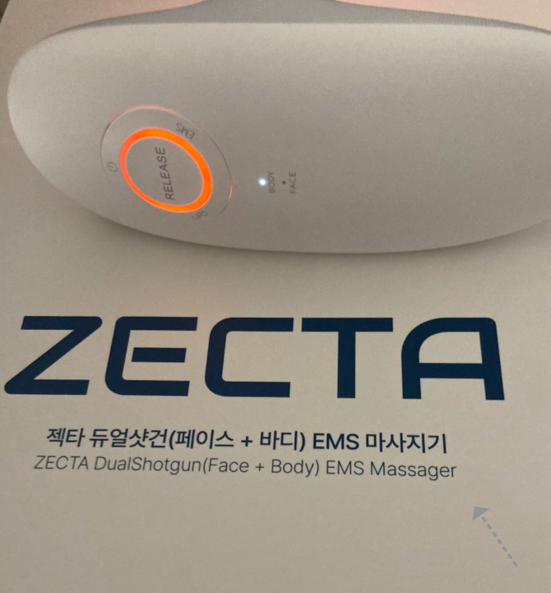 EMS
RELEASE
BODY
FACE
ZECTA
젝타 듀얼샷건(페이스 + 바디) EMS 마사지기
ZECTA DualShotgun(Face + Body) EMS Massager